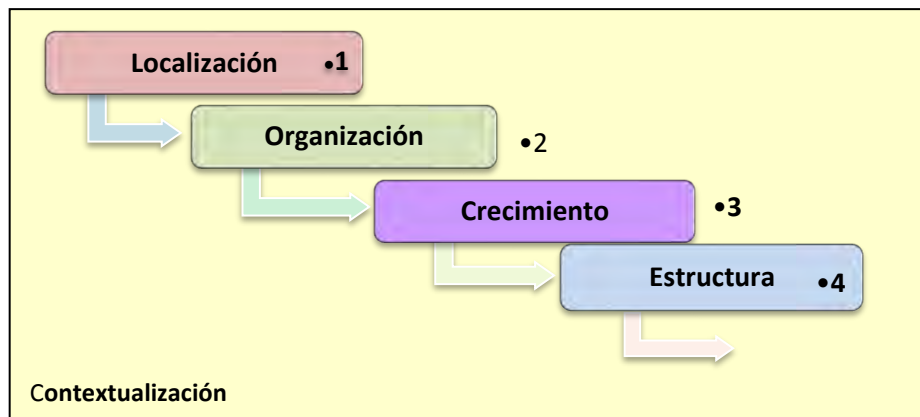 Localización •1
Organización •2
Crecimiento •3
Estructura •4
Contextualización